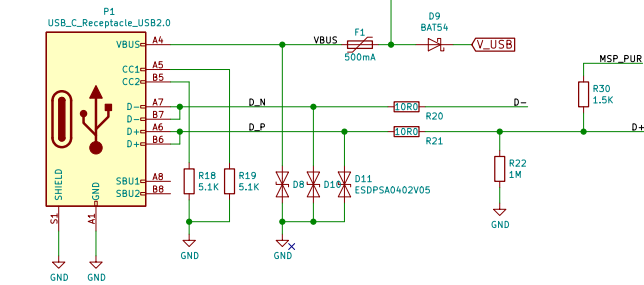 P1
USB_C_Receptacle_USB2.0
VBUS A4
CC1 A5
CC2 B5
D- A7
D- B7
D+ A6
D+ B6
SBU1 A8
SBU2 B8
SHIELD
GND
S1
A1
GND
GND
VBUS
F1
500mA
D9
BAT54
V_USB
D_N
D_P
10R0
R20
10R0
R21
D-
MSP_PUR
R30
1.5K
D+
R22
1M
GND
R18
5.1K
R19
5.1K
GND
D8
D10
D11
ESDPSA0402V05
GND